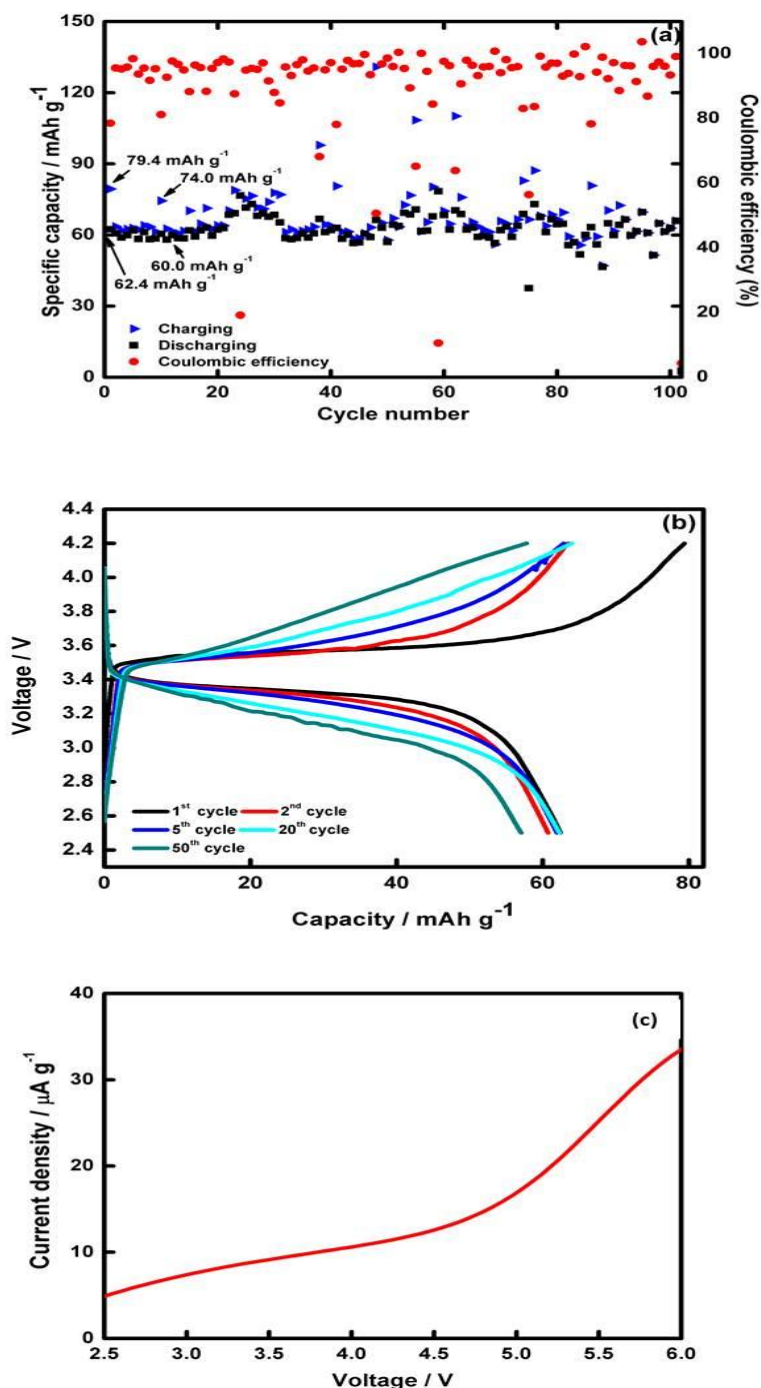 (a)
150
120
90
60
30
0
Specific capacity / mAh g⁻¹
100
80
60
40
20
0
Coulombic efficiency (%)
79.4 mAh g⁻¹
74.0 mAh g⁻¹
60.0 mAh g⁻¹
62.4 mAh g⁻¹
Charging
Discharging
Coulombic efficiency
0 20 40 60 80 100
Cycle number
(b)
4.4
4.2
4.0
3.8
3.6
3.4
3.2
3.0
2.8
2.6
2.4
Voltage / V
1ˢᵗ cycle 2ⁿᵈ cycle
5ᵗʰ cycle 20ᵗʰ cycle
50ᵗʰ cycle
0 20 40 60 80
Capacity / mAh g⁻¹
(c)
40
30
20
10
0
Current density / μA g⁻¹
2.5 3.0 3.5 4.0 4.5 5.0 5.5 6.0
Voltage / V